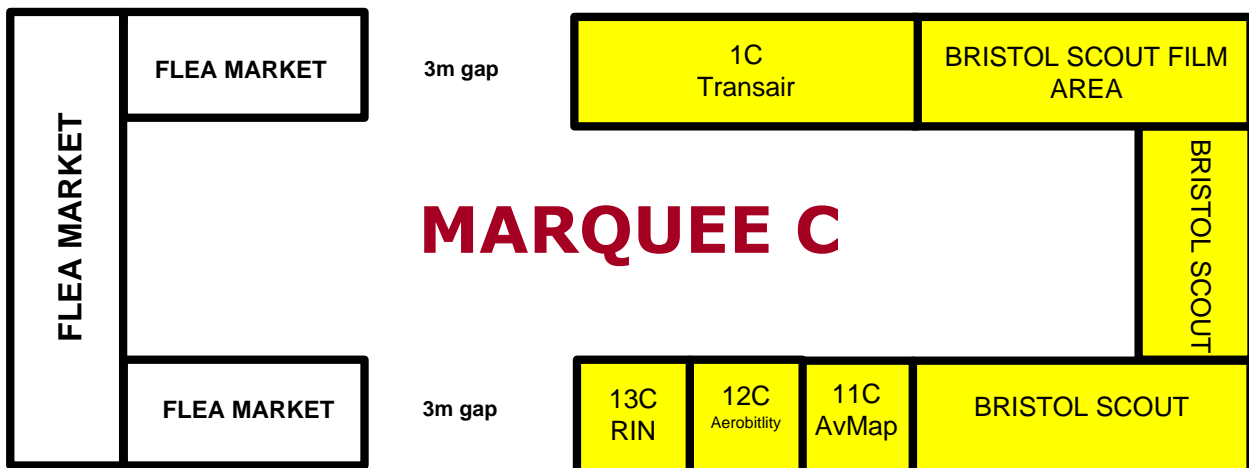 FLEA MARKET
FLEA MARKET
3m gap
1C
Transair
BRISTOL SCOUT FILM
AREA
MARQUEE C
BRISTOL SCOUT
FLEA MARKET
3m gap
13C
RIN
12C
Aerobitlity
11C
AvMap
BRISTOL SCOUT